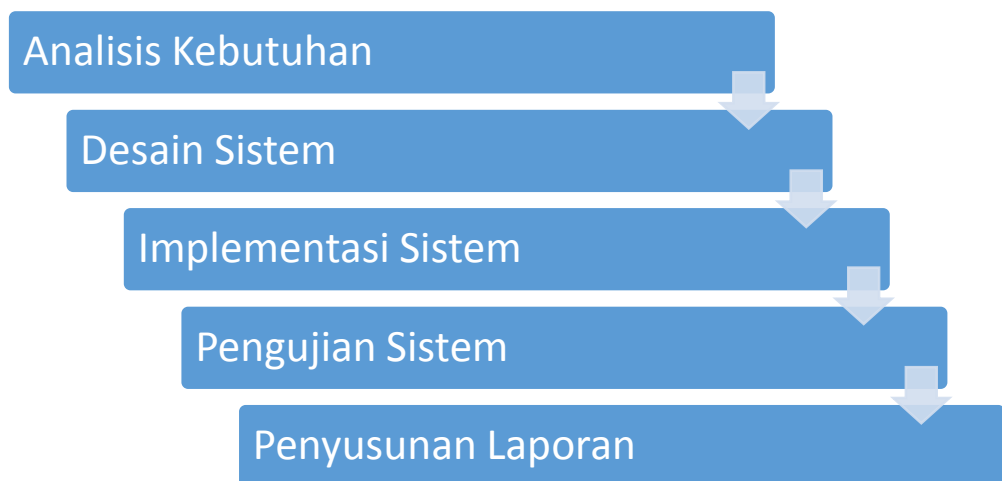 Analisis Kebutuhan
Desain Sistem
Implementasi Sistem
Pengujian Sistem
Penyusunan Laporan